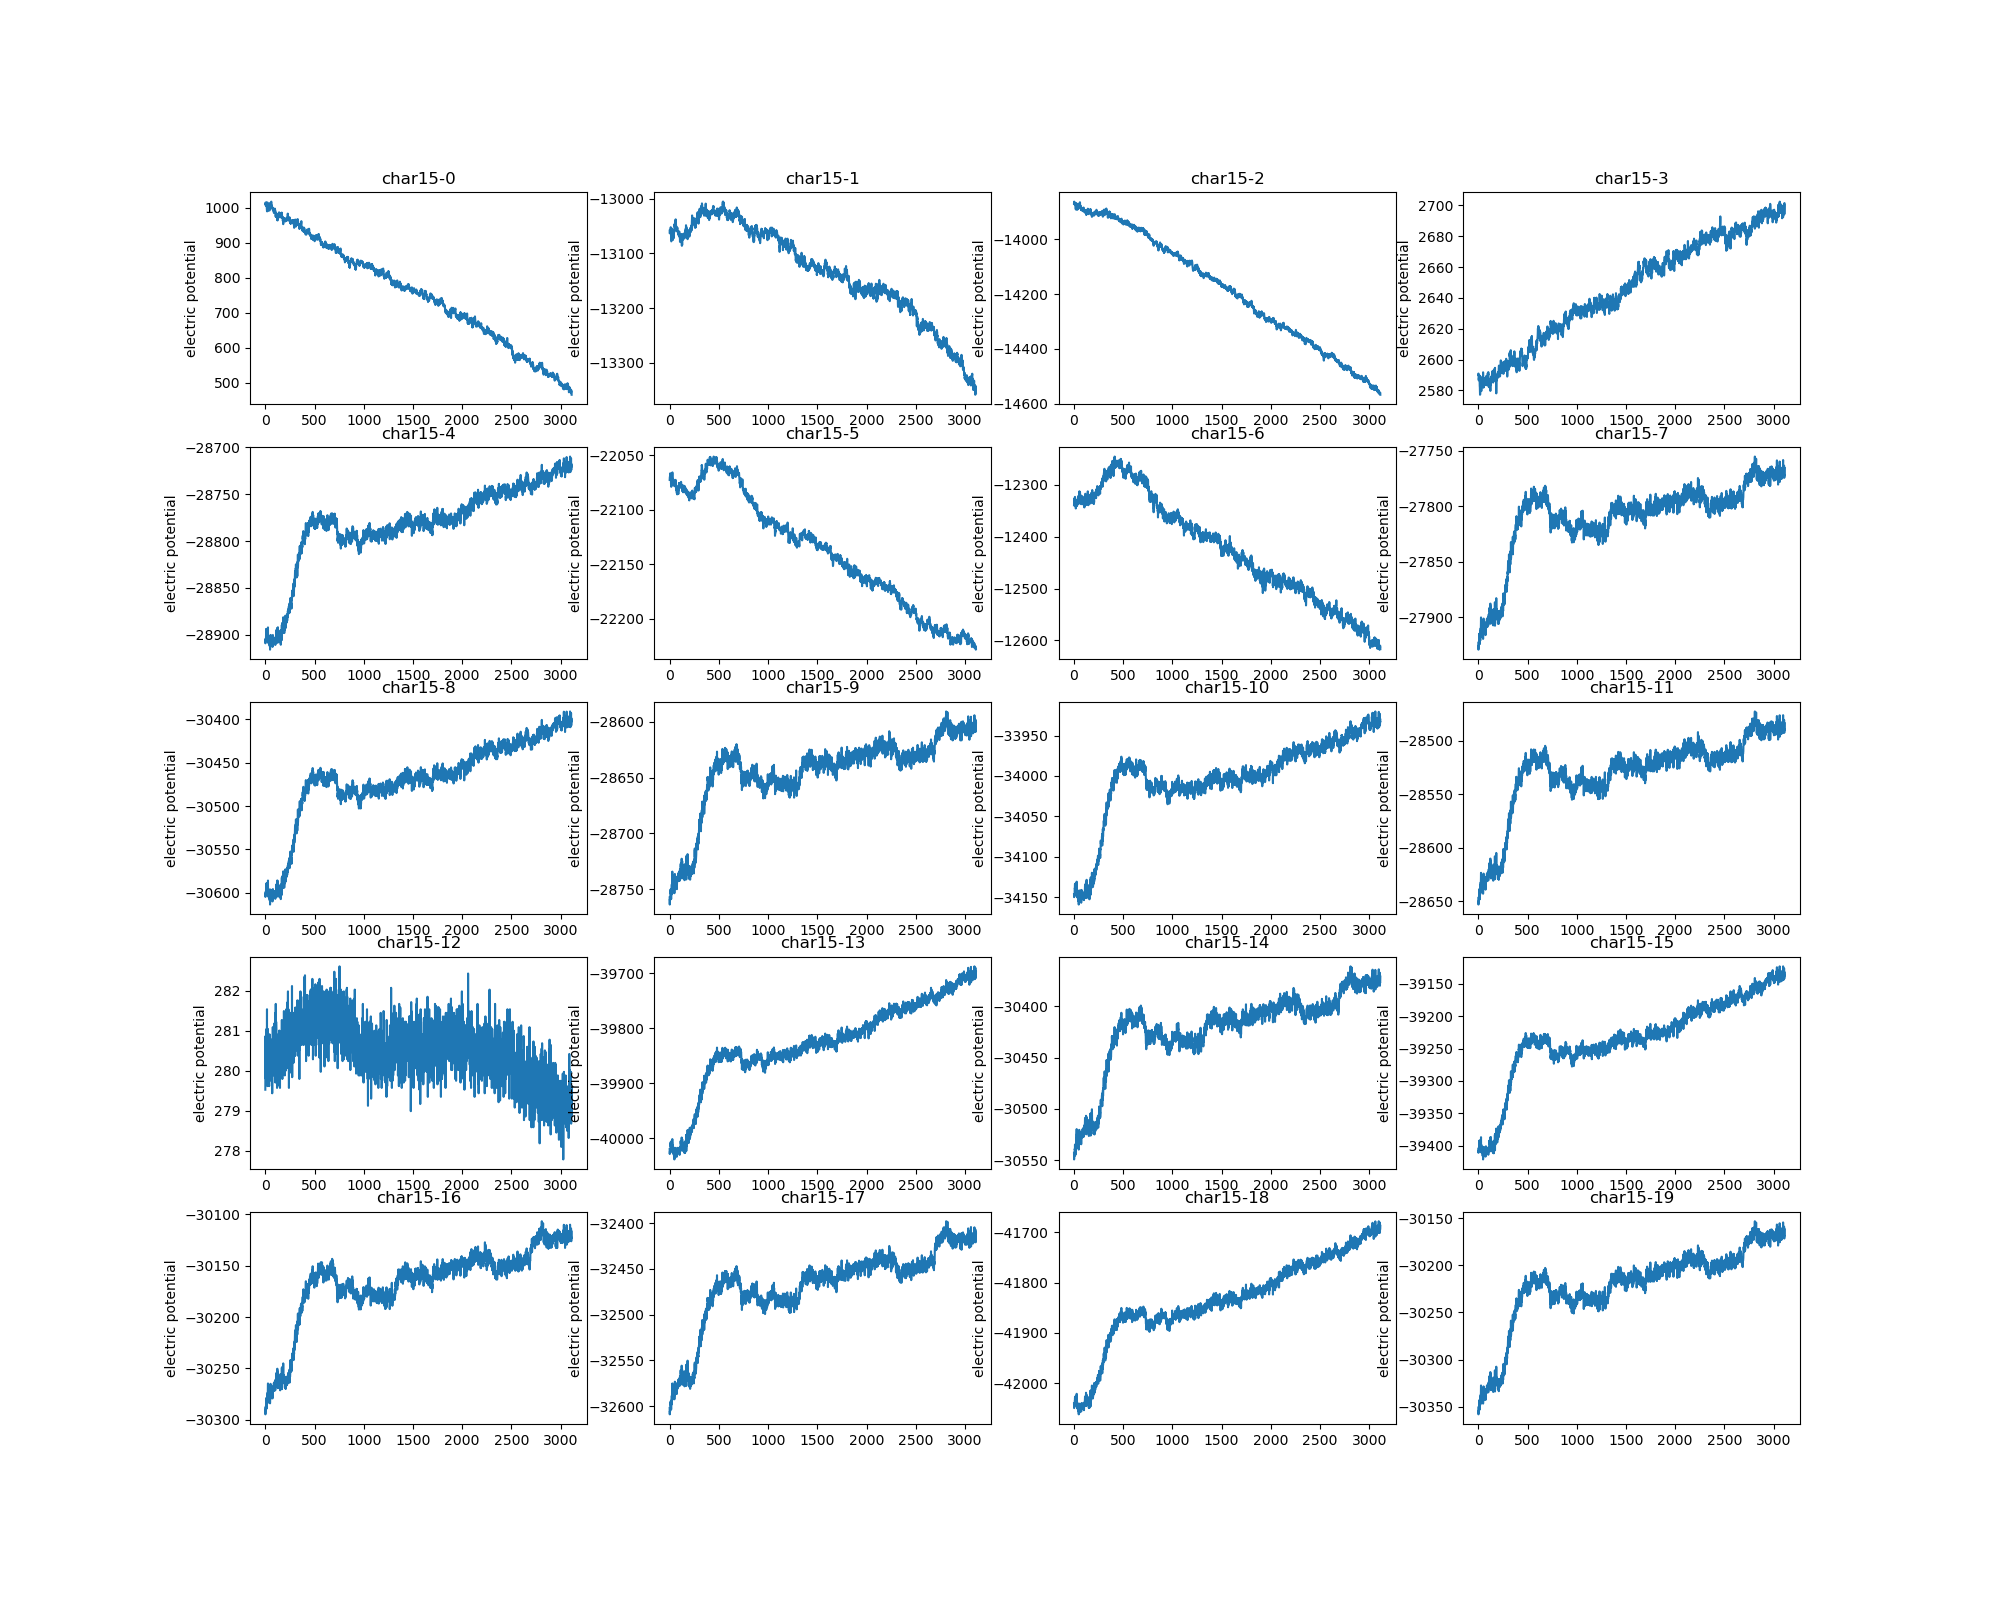 char15-0 char15-1 char15-2 char15-3
electric potential electric potential electric potential electric potential
1000 900 800 700 600 500
−13000 −13100 −13200 −13300
−14000 −14200 −14400 −14600
2700 2680 2660 2640 2620 2600 2580
0 500 1000 1500 2000 2500 3000 0 500 1000 1500 2000 2500 3000 0 500 1000 1500 2000 2500 3000 0 500 1000 1500 2000 2500 3000
char15-4 char15-5 char15-6 char15-7
electric potential electric potential electric potential electric potential
−28700 −28750 −28800 −28850 −28900
−22050 −22100 −22150 −22200
−12300 −12400 −12500 −12600
−27750 −27800 −27850 −27900
0 500 1000 1500 2000 2500 3000 0 500 1000 1500 2000 2500 3000 0 500 1000 1500 2000 2500 3000 0 500 1000 1500 2000 2500 3000
char15-8 char15-9 char15-10 char15-11
electric potential electric potential electric potential electric potential
−30400 −30450 −30500 −30550 −30600
−28600 −28650 −28700 −28750
−33950 −34000 −34050 −34100 −34150
−28500 −28550 −28600 −28650
0 500 1000 1500 2000 2500 3000 0 500 1000 1500 2000 2500 3000 0 500 1000 1500 2000 2500 3000 0 500 1000 1500 2000 2500 3000
char15-12 char15-13 char15-14 char15-15
electric potential electric potential electric potential electric potential
282 281 280 279 278
−39700 −39800 −39900 −40000
−30400 −30450 −30500 −30550
−39150 −39200 −39250 −39300 −39350 −39400
0 500 1000 1500 2000 2500 3000 0 500 1000 1500 2000 2500 3000 0 500 1000 1500 2000 2500 3000 0 500 1000 1500 2000 2500 3000
char15-16 char15-17 char15-18 char15-19
electric potential electric potential electric potential electric potential
−30100 −30150 −30200 −30250 −30300
−32400 −32450 −32500 −32550 −32600
−41700 −41800 −41900 −42000
−30150 −30200 −30250 −30300 −30350
0 500 1000 1500 2000 2500 3000 0 500 1000 1500 2000 2500 3000 0 500 1000 1500 2000 2500 3000 0 500 1000 1500 2000 2500 3000